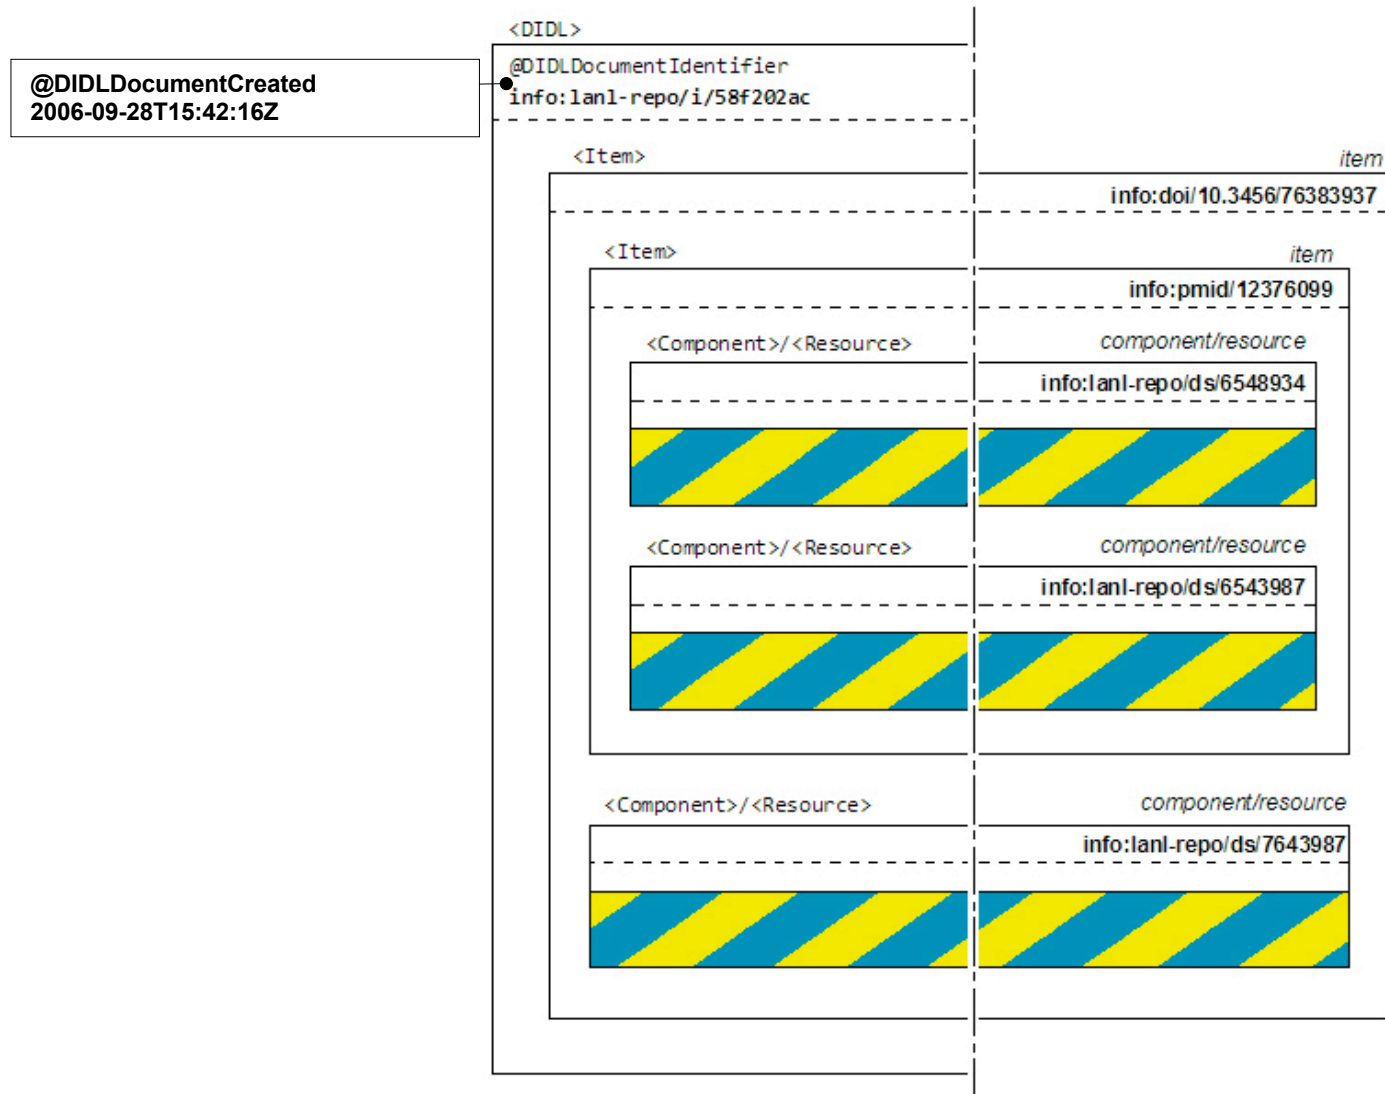 <DIDL>
@DIDLDocumentCreated
2006-09-28T15:42:16Z
@DIDLDocumentIdentifier
info:lanl-repo/i/58f202ac
<Item> item
info:doi/10.3456/76383937
<Item> item
info:pmid/12376099
<Component>/<Resource> component/resource
info:lanl-repo/ds/6548934
<Component>/<Resource> component/resource
info:lanl-repo/ds/6543987
<Component>/<Resource> component/resource
info:lanl-repo/ds/7643987